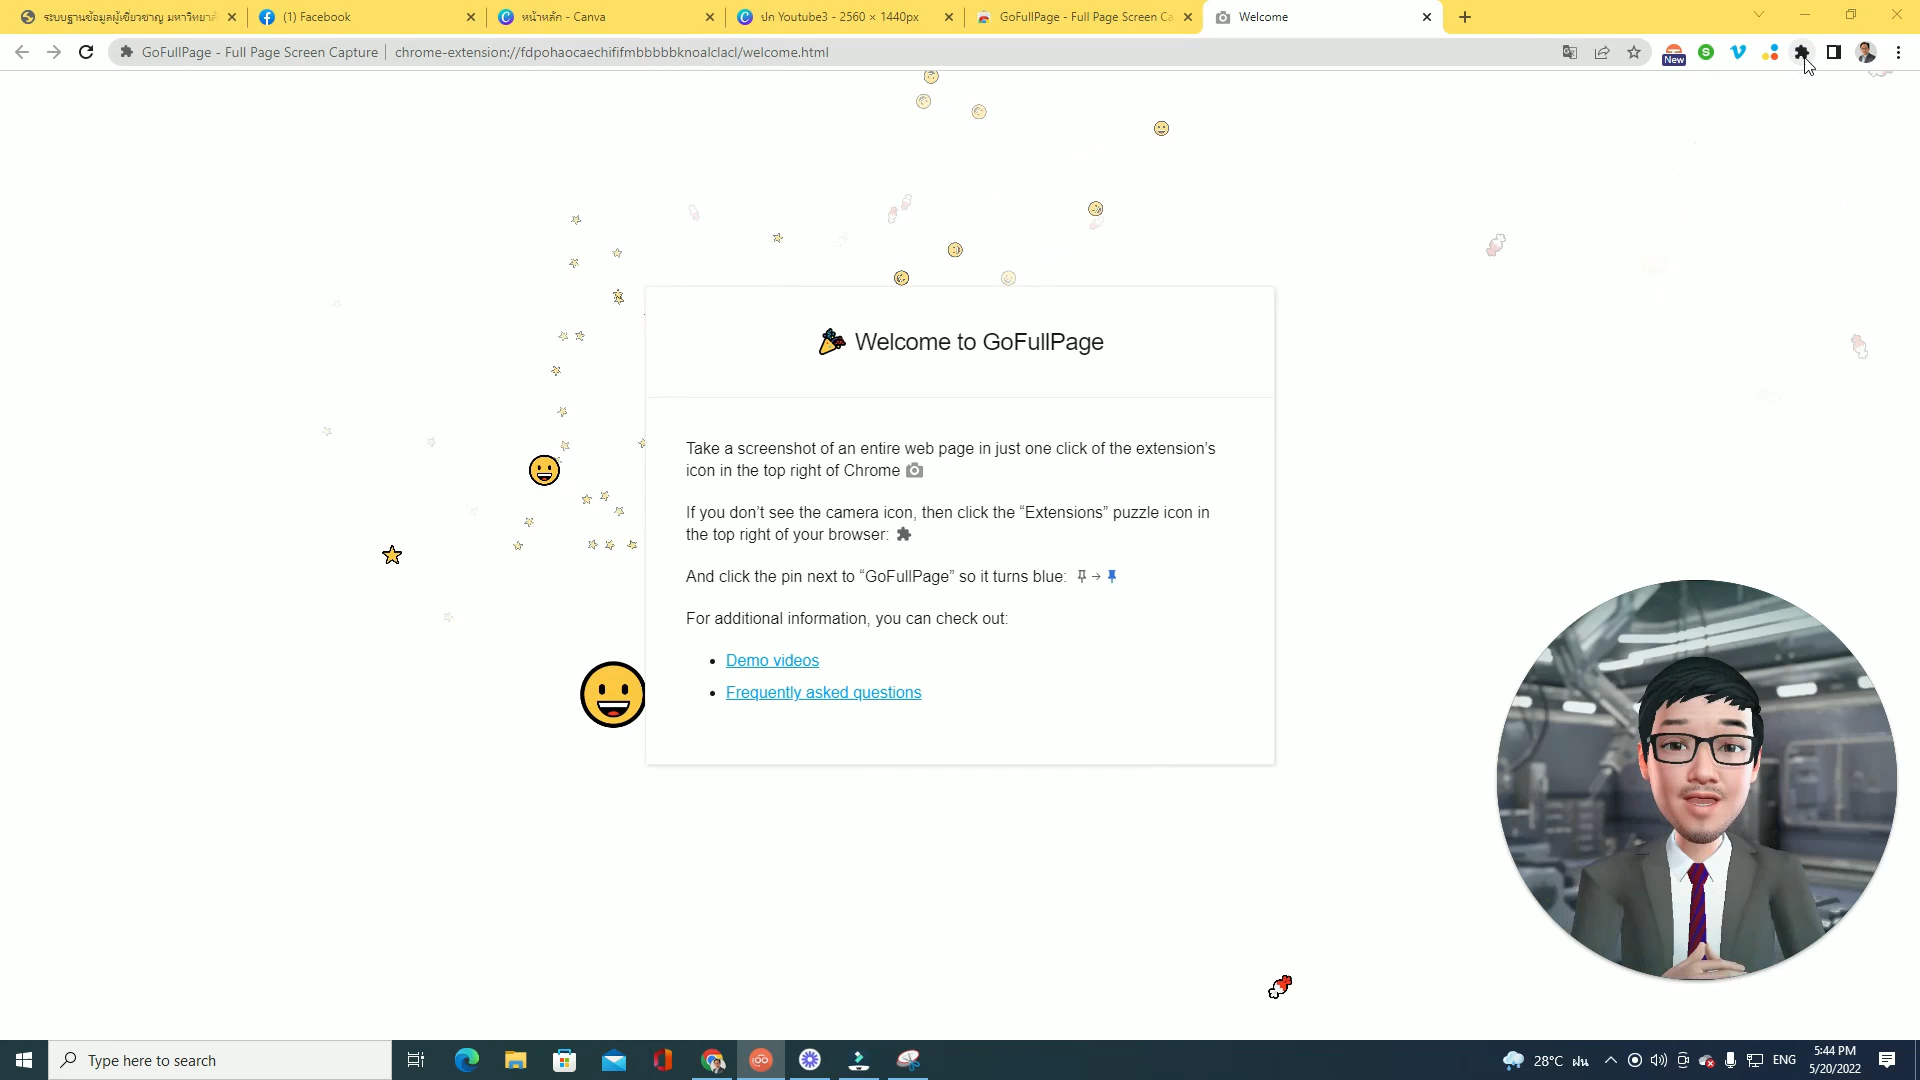 ระบบฐานข้อมูลผู้เชี่ยวชาญ มหาวิทยาลั
(1) Facebook
หน้าหลัก - Canva
ปก Youtube3 - 2560 × 1440px
GoFullPage - Full Page Screen Ca
Welcome
GoFullPage - Full Page Screen Capture
chrome-extension://fdpohaocaechififmbbbbbknoalclacl/welcome.html
New
S
Welcome to GoFullPage
Take a screenshot of an entire web page in just one click of the extension’s
icon in the top right of Chrome
If you don’t see the camera icon, then click the “Extensions” puzzle icon in
the top right of your browser:
And click the pin next to “GoFullPage” so it turns blue: →
For additional information, you can check out:
• Demo videos
• Frequently asked questions
Type here to search
28°C ฝน
ENG
5:44 PM
5/20/2022